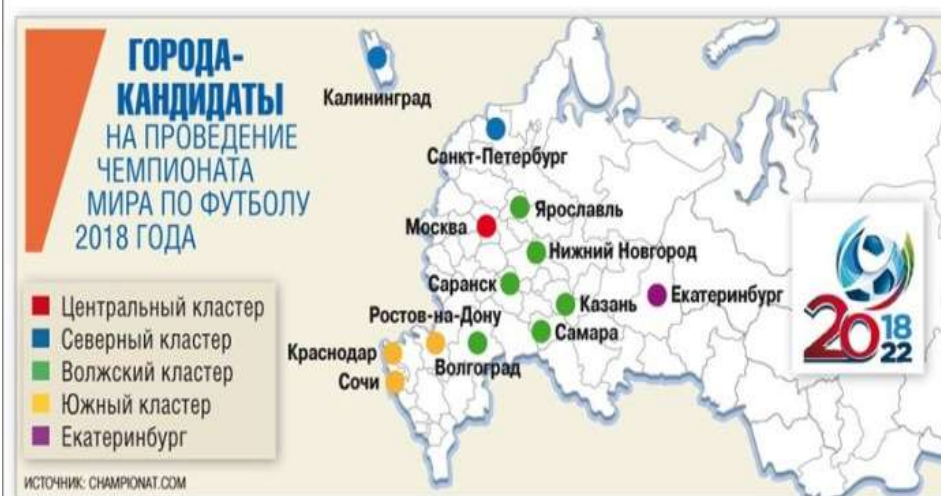 ГОРОДА-
КАНДИДАТЫ
НА ПРОВЕДЕНИЕ
ЧЕМПИОНАТА
МИРА ПО ФУТБОЛУ
2018 ГОДА
Центральный кластер
Северный кластер
Волжский кластер
Южный кластер
Екатеринбург
ИСТОЧНИК: CHAMPIONAT.COM
Калининград
Санкт-Петербург
Ярославль
Москва
Нижний Новгород
Саранск
Казань
Екатеринбург
Ростов-на-Дону
Самара
Краснодар
Волгоград
Сочи
2018
22